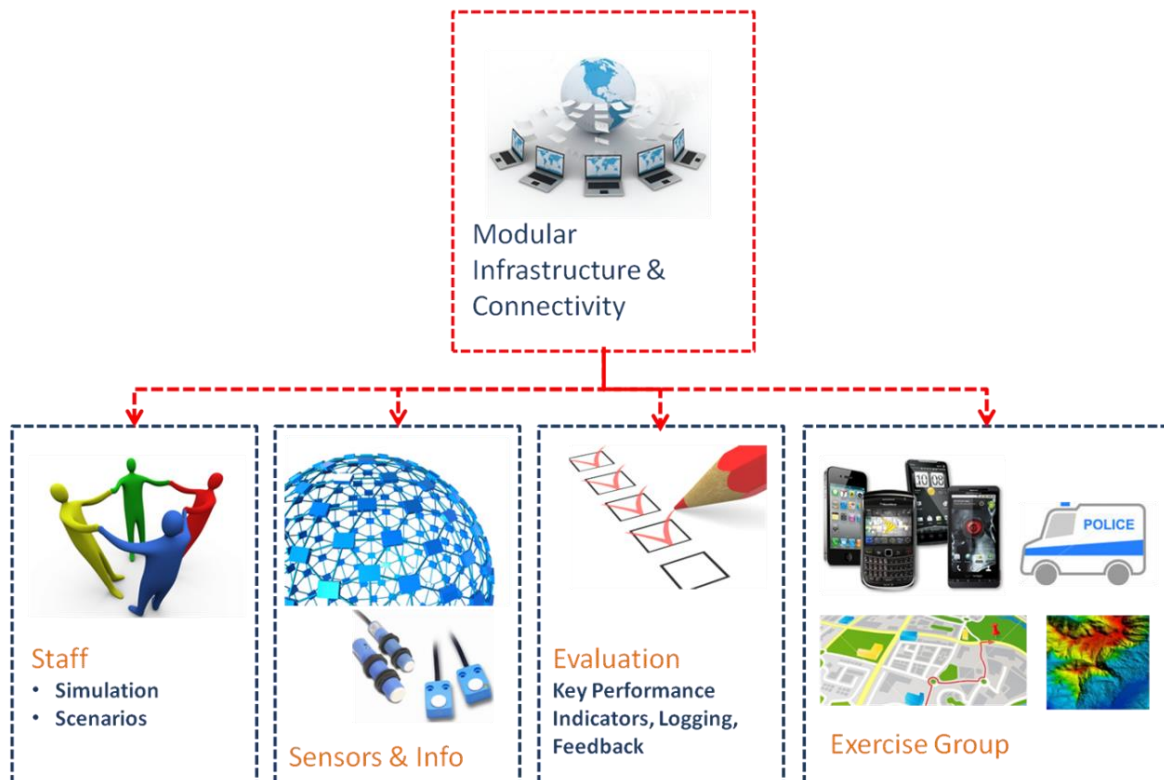 Modular
Infrastructure &
Connectivity
Staff
• Simulation
• Scenarios
Sensors & Info
Evaluation
Key Performance
Indicators, Logging,
Feedback
POLICE
Exercise Group